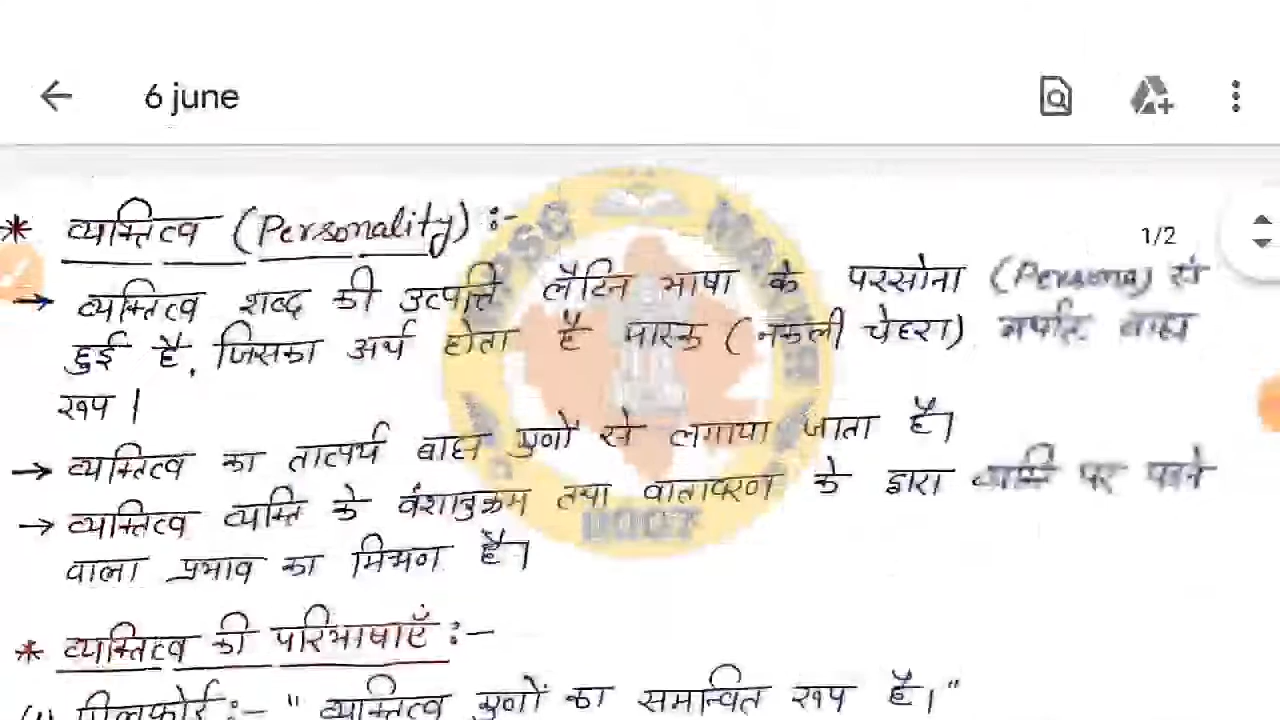 6 june
* व्यक्तित्व (Personality) :-
1/2
→ व्यक्तित्व शब्द की उत्पत्ति लैटिन भाषा के परसोना (Persona) से
हुई है, जिसका अर्थ होता है मास्क (नकली चेहरा) अर्थात बाह्य
रूप।
→ व्यक्तित्व का तात्पर्य बाह्य गुणों से लगाया जाता है।
→ व्यक्तित्व व्यक्ति के वंशानुक्रम तथा वातावरण के द्वारा व्यक्ति पर पड़ने
वाला प्रभाव का मिश्रण है।
* व्यक्तित्व की परिभाषाएँ :-
गिलफोर्ड :- " व्यक्तित्व गुणों का समन्वित रूप है।"